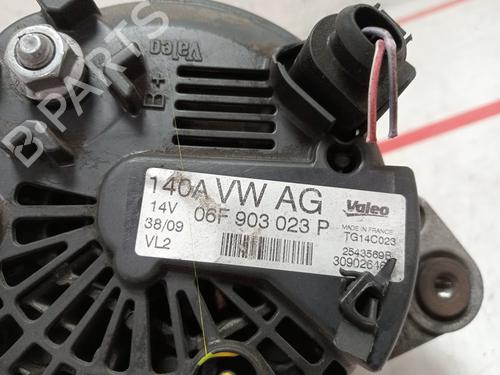 Valeo
B+
140A VW AG
14V 06F 903 023 P
38/09
VL2
Valeo
MADE IN FRANCE
TG14C023
2543569B
B-PARTS